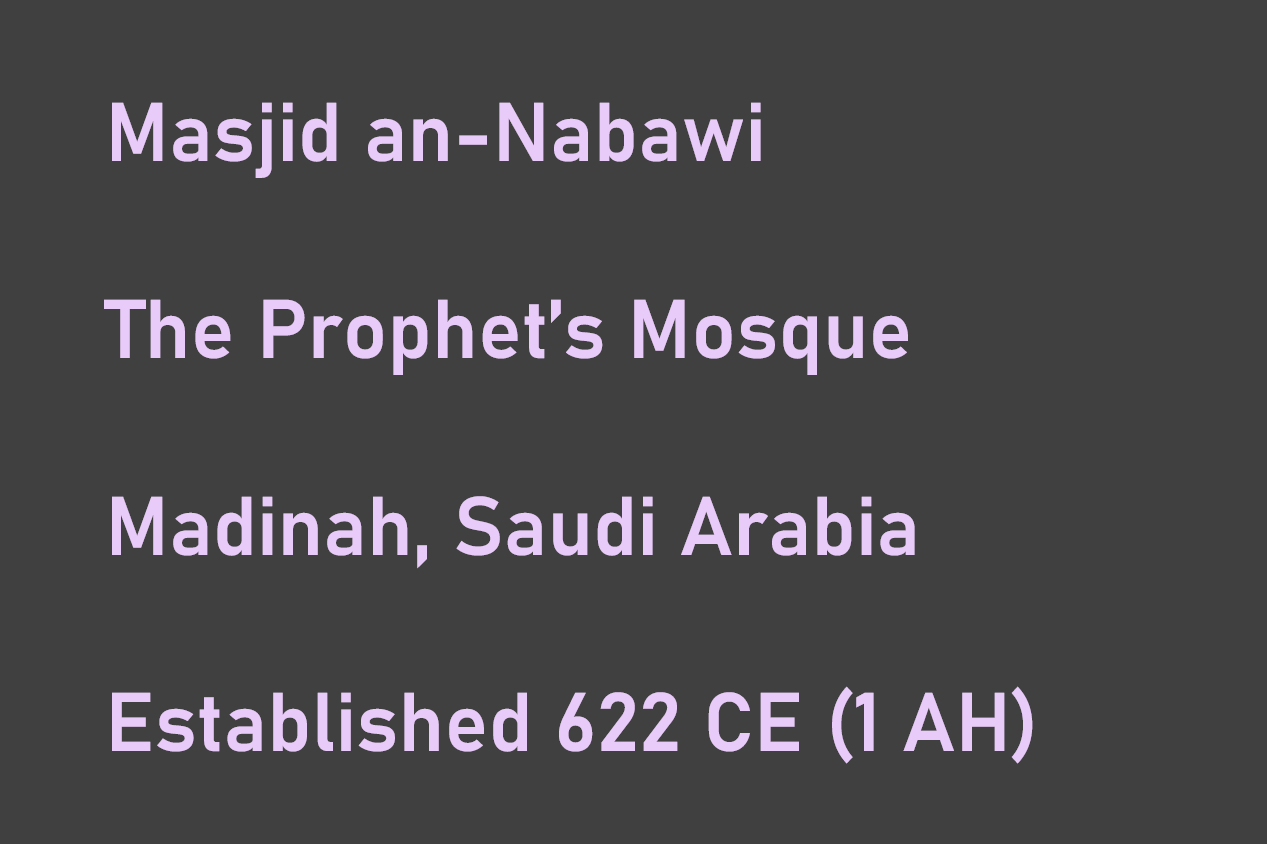 Masjid an-Nabawi
The Prophet’s Mosque
Madinah, Saudi Arabia
Established 622 CE (1 AH)